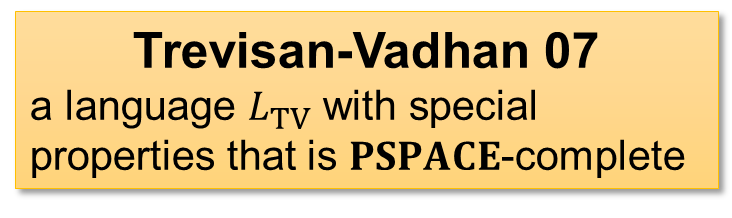 Trevisan-Vadhan 07
a language L_TV with special
properties that is PSPACE-complete